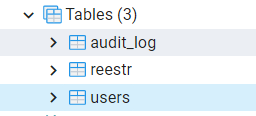 Tables (3)
audit_log
reestr
users